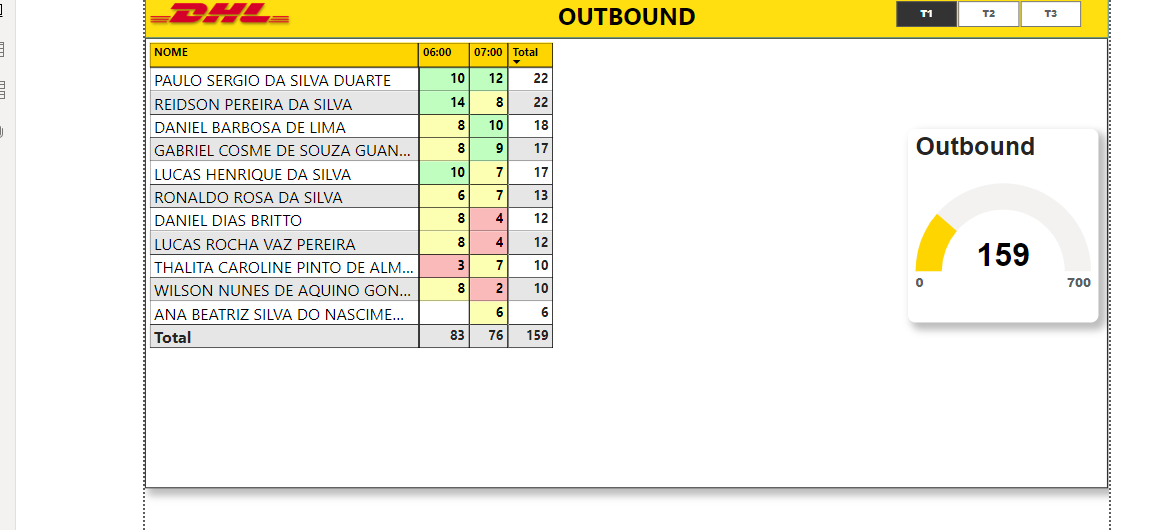 DHL OUTBOUND T1 T2 T3
NOME 06:00 07:00 Total
PAULO SERGIO DA SILVA DUARTE 10 12 22
REIDSON PEREIRA DA SILVA 14 8 22
DANIEL BARBOSA DE LIMA 8 10 18
GABRIEL COSME DE SOUZA GUAN... 8 9 17
LUCAS HENRIQUE DA SILVA 10 7 17
RONALDO ROSA DA SILVA 6 7 13
DANIEL DIAS BRITTO 8 4 12
LUCAS ROCHA VAZ PEREIRA 8 4 12
THALITA CAROLINE PINTO DE ALM... 3 7 10
WILSON NUNES DE AQUINO GON... 8 2 10
ANA BEATRIZ SILVA DO NASCIME... 6 6
Total 83 76 159
Outbound
159
0 700